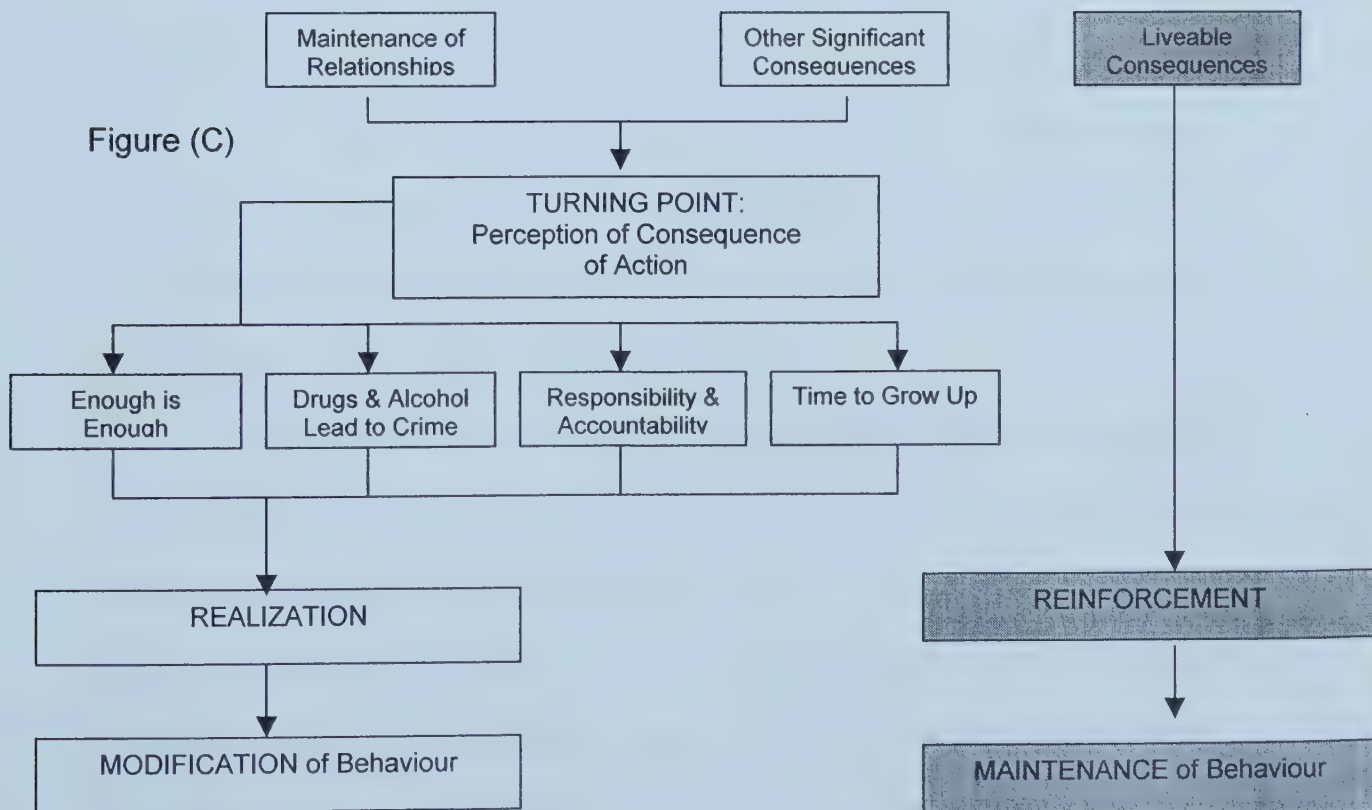 Maintenance of
Relationships
Other Significant
Consequences
Liveable
Consequences
Figure (C)
TURNING POINT:
Perception of Consequence
of Action
Enough is
Enough
Drugs & Alcohol
Lead to Crime
Responsibility &
Accountability
Time to Grow Up
REALIZATION
REINFORCEMENT
MODIFICATION of Behaviour
MAINTENANCE of Behaviour